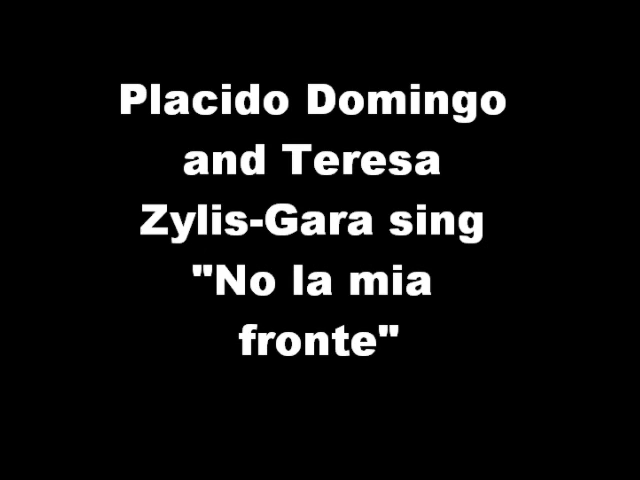 Placido Domingo
and Teresa
Zylis-Gara sing
"No la mia
fronte"